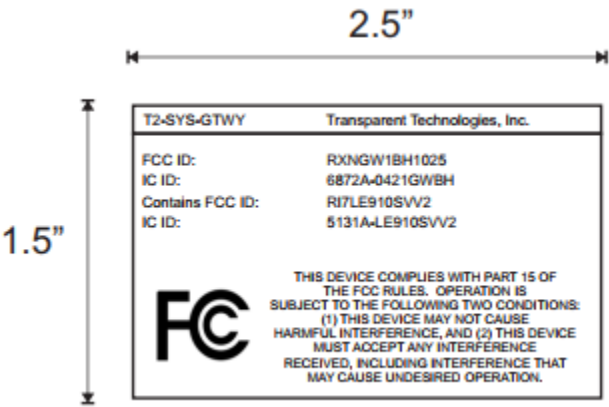 2.5”
T2-SYS-GTWY Transparent Technologies, Inc.
FCC ID: RXNGW1BH1025
IC ID: 6872A-0421GWBH
Contains FCC ID: RI7LE910SVV2
IC ID: 5131A-LE910SVV2
1.5”
FC
THIS DEVICE COMPLIES WITH PART 15 OF
THE FCC RULES. OPERATION IS
SUBJECT TO THE FOLLOWING TWO CONDITIONS:
(1) THIS DEVICE MAY NOT CAUSE
HARMFUL INTERFERENCE, AND (2) THIS DEVICE
MUST ACCEPT ANY INTERFERENCE
RECEIVED, INCLUDING INTERFERENCE THAT
MAY CAUSE UNDESIRED OPERATION.